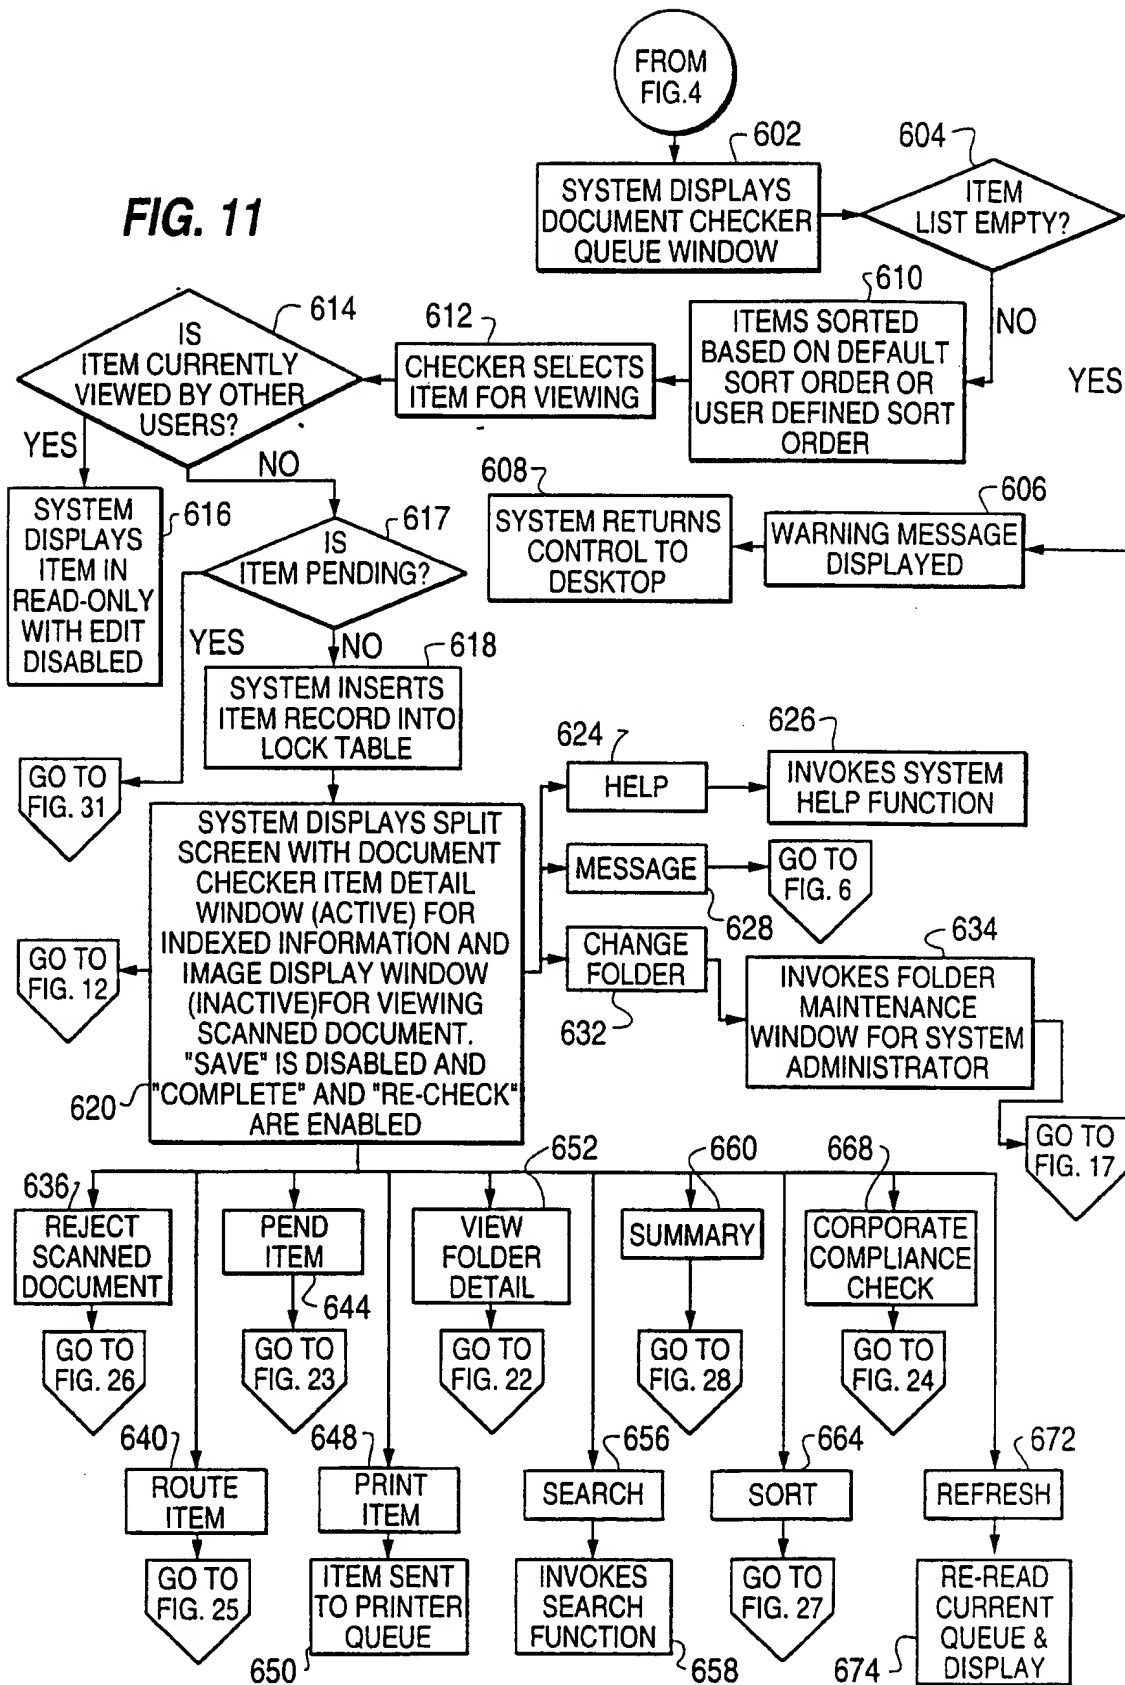 FROM
FIG.4
602
604
SYSTEM DISPLAYS
DOCUMENT CHECKER
QUEUE WINDOW
ITEM
LIST EMPTY?
FIG. 11
NO
YES
610
ITEMS SORTED
BASED ON DEFAULT
SORT ORDER OR
USER DEFINED SORT
ORDER
612
CHECKER SELECTS
ITEM FOR VIEWING
614
IS
ITEM CURRENTLY
VIEWED BY OTHER
USERS?
YES
NO
616
SYSTEM
DISPLAYS
ITEM IN
READ-ONLY
WITH EDIT
DISABLED
617
IS
ITEM PENDING?
608
SYSTEM RETURNS
CONTROL TO
DESKTOP
606
WARNING MESSAGE
DISPLAYED
YES
NO
618
SYSTEM INSERTS
ITEM RECORD INTO
LOCK TABLE
GO TO
FIG. 31
624
HELP
626
INVOKES SYSTEM
HELP FUNCTION
SYSTEM DISPLAYS SPLIT
SCREEN WITH DOCUMENT
CHECKER ITEM DETAIL
WINDOW (ACTIVE) FOR
INDEXED INFORMATION AND
IMAGE DISPLAY WINDOW
(INACTIVE)FOR VIEWING
SCANNED DOCUMENT.
"SAVE" IS DISABLED AND
"COMPLETE" AND "RE-CHECK"
ARE ENABLED
620
GO TO
FIG. 12
MESSAGE
628
GO TO
FIG. 6
CHANGE
FOLDER
632
634
INVOKES FOLDER
MAINTENANCE
WINDOW FOR SYSTEM
ADMINISTRATOR
GO TO
FIG. 17
636
REJECT
SCANNED
DOCUMENT
PEND
ITEM
644
652
VIEW
FOLDER
DETAIL
660
SUMMARY
668
CORPORATE
COMPLIANCE
CHECK
GO TO
FIG. 26
GO TO
FIG. 23
GO TO
FIG. 22
GO TO
FIG. 28
GO TO
FIG. 24
640
ROUTE
ITEM
648
PRINT
ITEM
656
SEARCH
664
SORT
672
REFRESH
GO TO
FIG. 25
ITEM SENT
TO PRINTER
QUEUE
650
INVOKES
SEARCH
FUNCTION
658
GO TO
FIG. 27
RE-READ
CURRENT
QUEUE &
DISPLAY
674